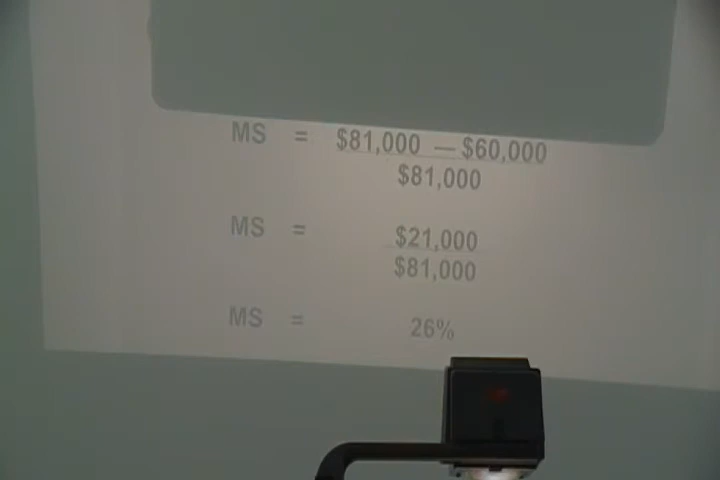 MS = $81,000 — $60,000
$81,000
MS = $21,000
$81,000
MS = 26%